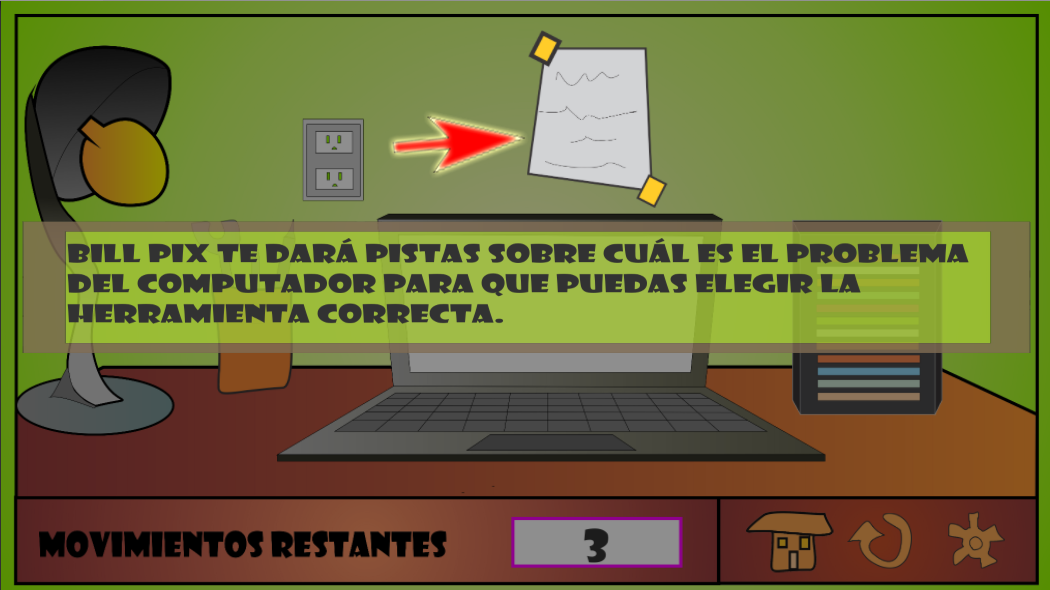 BILL PIX TE DARÁ PISTAS SOBRE CUÁL ES EL PROBLEMA
DEL COMPUTADOR PARA QUE PUEDAS ELEGIR LA
HERRAMIENTA CORRECTA.
MOVIMIENTOS RESTANTES 3